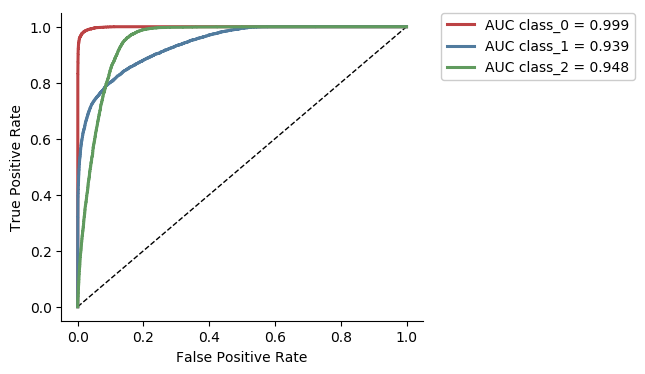 AUC class_0 = 0.999
AUC class_1 = 0.939
AUC class_2 = 0.948
1.0
0.8
0.6
0.4
0.2
0.0
True Positive Rate
0.0 0.2 0.4 0.6 0.8 1.0
False Positive Rate